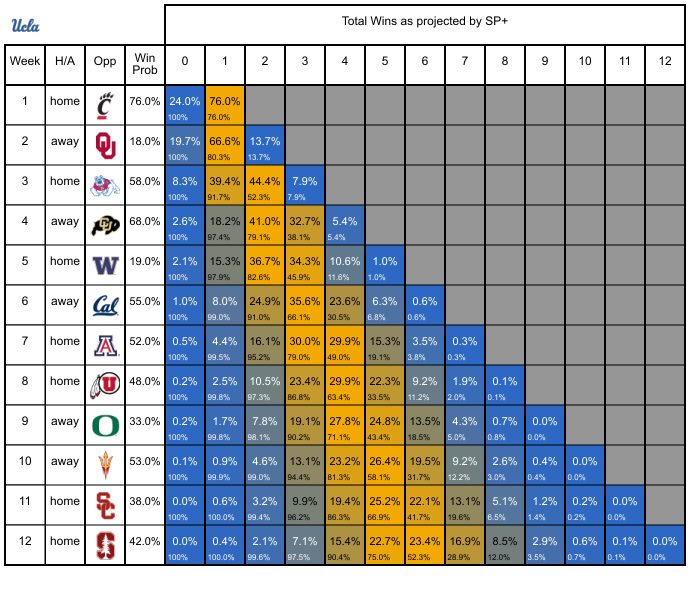 Ucla
Total Wins as projected by SP+
Week H/A Opp Win Prob 0 1 2 3 4 5 6 7 8 9 10 11 12
1 home C 76.0% 24.0% 76.0%
100% 76.0%
2 away OU 18.0% 19.7% 66.6% 13.7%
100% 80.3% 13.7%
3 home 58.0% 8.3% 39.4% 44.4% 7.9%
100% 91.7% 52.3% 7.9%
4 away CU 68.0% 2.6% 18.2% 41.0% 32.7% 5.4%
100% 97.4% 79.1% 38.1% 5.4%
5 home W 19.0% 2.1% 15.3% 36.7% 34.3% 10.6% 1.0%
100% 97.9% 82.6% 45.9% 11.6% 1.0%
6 away Cal 55.0% 1.0% 8.0% 24.9% 35.6% 23.6% 6.3% 0.6%
100% 99.0% 91.0% 66.1% 30.5% 6.8% 0.6%
7 home A 52.0% 0.5% 4.4% 16.1% 30.0% 29.9% 15.3% 3.5% 0.3%
100% 99.5% 95.2% 79.0% 49.0% 19.1% 3.8% 0.3%
8 home U 48.0% 0.2% 2.5% 10.5% 23.4% 29.9% 22.3% 9.2% 1.9% 0.1%
100% 99.8% 97.3% 86.8% 63.4% 33.5% 11.2% 2.0% 0.1%
9 away O 33.0% 0.2% 1.7% 7.8% 19.1% 27.8% 24.8% 13.5% 4.3% 0.7% 0.0%
100% 99.8% 98.1% 90.2% 71.1% 43.4% 18.5% 5.0% 0.8% 0.0%
10 away 53.0% 0.1% 0.9% 4.6% 13.1% 23.2% 26.4% 19.5% 9.2% 2.6% 0.4% 0.0%
100% 99.9% 99.0% 94.4% 81.3% 58.1% 31.7% 12.2% 3.0% 0.4% 0.0%
11 home SC 38.0% 0.0% 0.6% 3.2% 9.9% 19.4% 25.2% 22.1% 13.1% 5.1% 1.2% 0.2% 0.0%
100% 100.0% 99.4% 96.2% 86.3% 66.9% 41.7% 19.6% 6.5% 1.4% 0.2% 0.0%
12 home S 42.0% 0.0% 0.4% 2.1% 7.1% 15.4% 22.7% 23.4% 16.9% 8.5% 2.9% 0.6% 0.1% 0.0%
100% 100.0% 99.6% 97.5% 90.4% 75.0% 52.3% 28.9% 12.0% 3.5% 0.7% 0.1% 0.0%